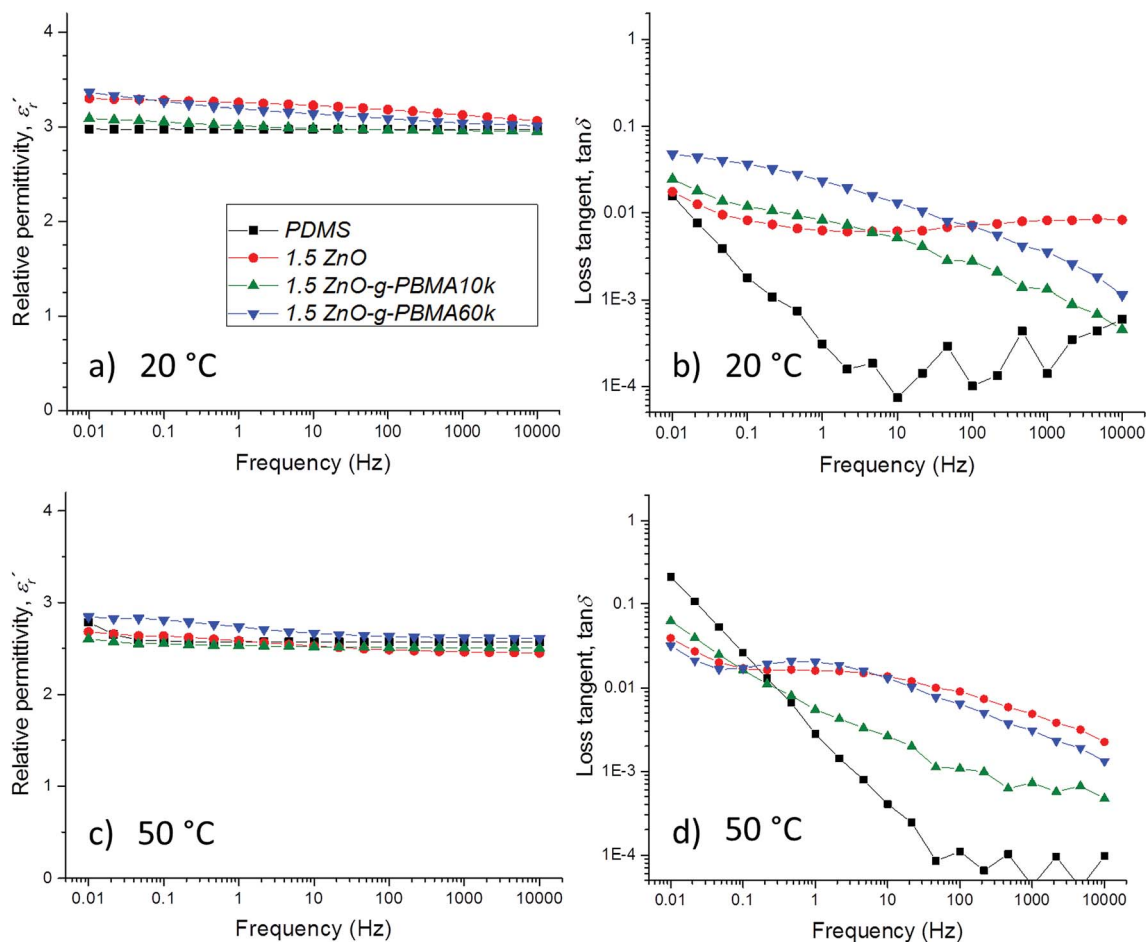 4
3
2
1
0
Relative permittivity, εr´
PDMS
1.5 ZnO
1.5 ZnO-g-PBMA10k
1.5 ZnO-g-PBMA60k
a) 20 °C
0.01 0.1 1 10 100 1000 10000
Frequency (Hz)
1
0.1
0.01
1E-3
1E-4
Loss tangent, tanδ
b) 20 °C
0.01 0.1 1 10 100 1000 10000
Frequency (Hz)
4
3
2
1
0
Relative permittivity, εr´
c) 50 °C
0.01 0.1 1 10 100 1000 10000
Frequency (Hz)
1
0.1
0.01
1E-3
1E-4
Loss tangent, tanδ
d) 50 °C
0.01 0.1 1 10 100 1000 10000
Frequency (Hz)